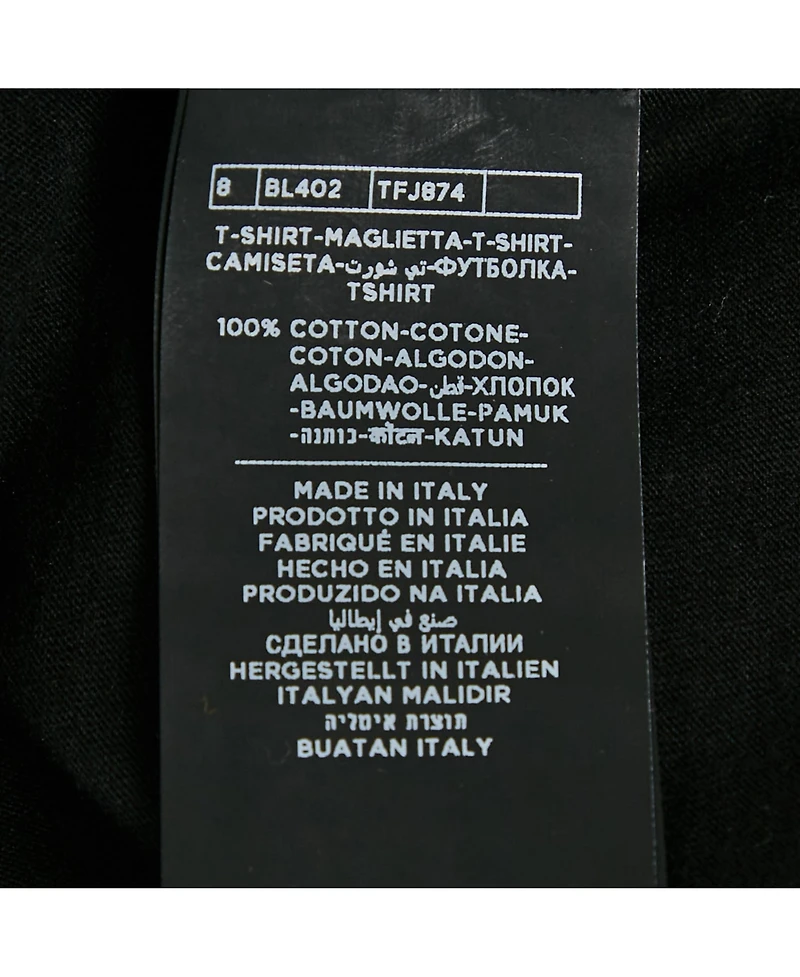 8 BL402 TFJ874
T-SHIRT-MAGLIETTA-T-SHIRT-
CAMISETA-تي شورت-ФУТБОЛКА-
TSHIRT
100% COTTON-COTONE-
COTON-ALGODON-
ALGODAO-قطن-ХЛОПОК
-BAUMWOLLE-PAMUK
-כותנה-कॉटन-KATUN
MADE IN ITALY
PRODOTTO IN ITALIA
FABRIQUÉ EN ITALIE
HECHO EN ITALIA
PRODUZIDO NA ITALIA
صنع في إيطاليا
СДЕЛАНО В ИТАЛИИ
HERGESTELLT IN ITALIEN
ITALYAN MALIDIR
תוצרת איטליה
BUATAN ITALY